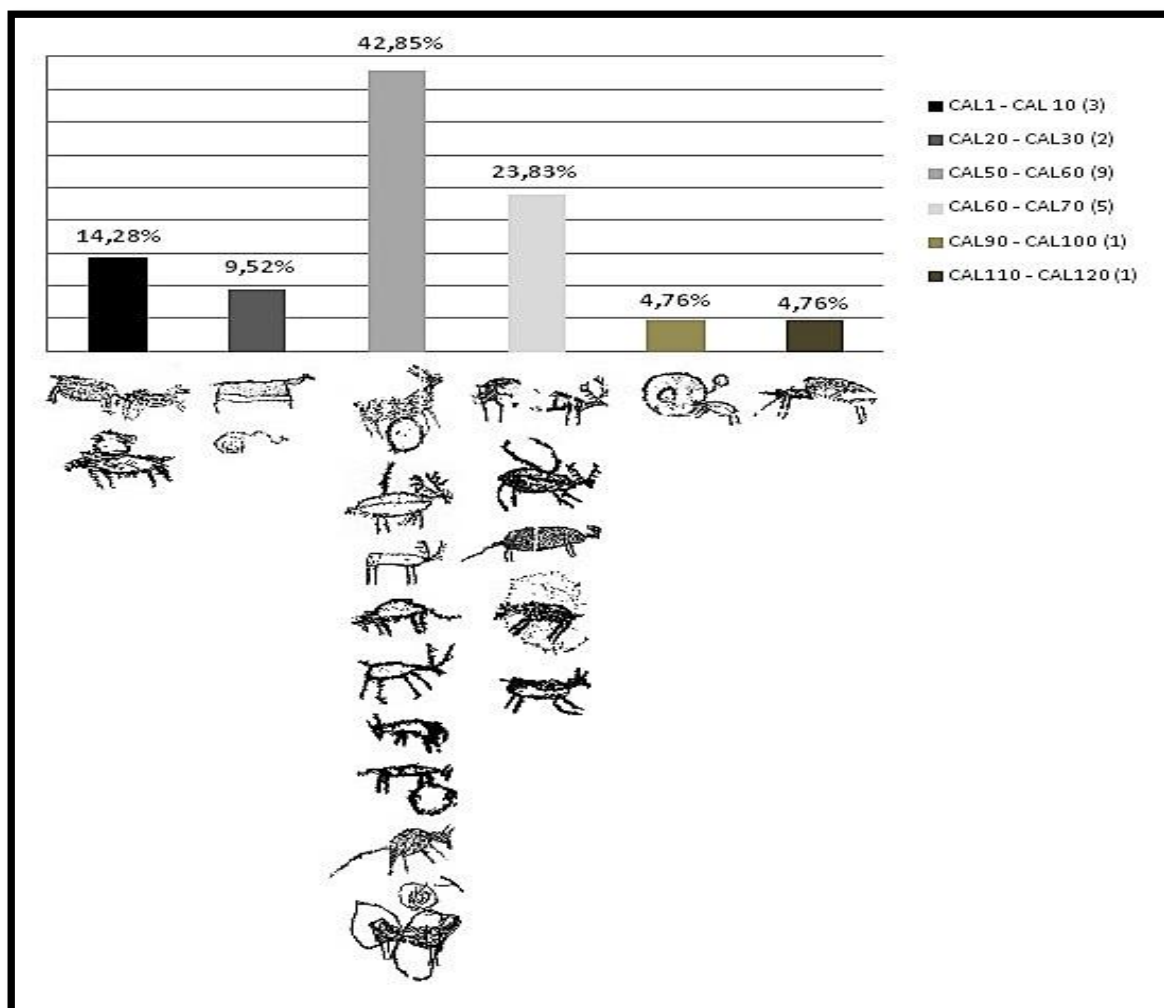 42,85%
23,83%
14,28%
9,52%
4,76%
4,76%
CAL1 - CAL 10 (3)
CAL20 - CAL30 (2)
CAL50 - CAL60 (9)
CAL60 - CAL70 (5)
CAL90 - CAL100 (1)
CAL110 - CAL120 (1)